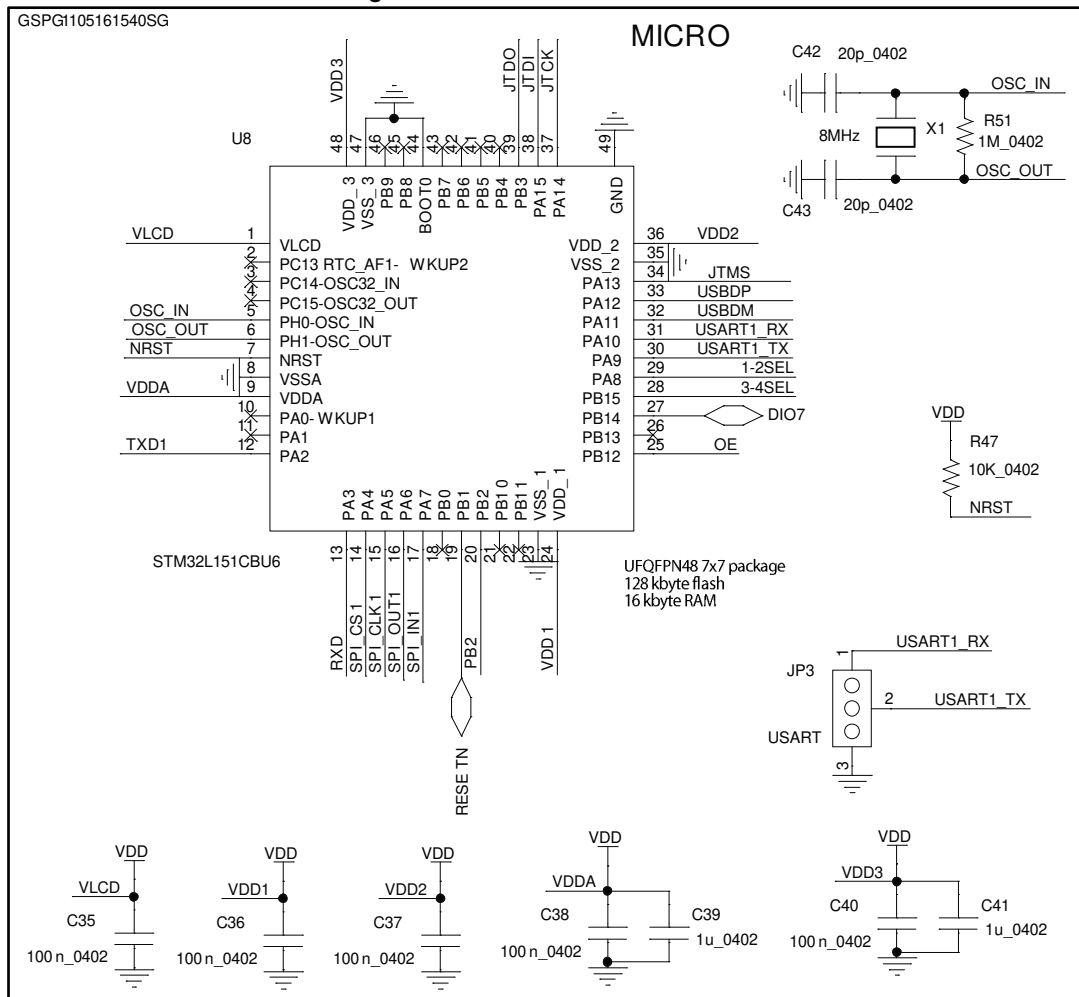 GSPG1105161540SG
MICRO
C42
20p_0402
OSC_IN
8MHz
X1
R51
1M_0402
OSC_OUT
C43
20p_0402
VDD3
JTDO
JTDI
JTCK
U8
48
47
46
45
44
43
42
41
40
39
38
37
49
VDD_3
VSS_3
PB9
PB8
BOOT0
PB7
PB6
PB5
PB4
PB3
PA15
PA14
GND
VLCD 1 VLCD
2 PC13 RTC_AF1- WKUP2
3 PC14-OSC32_IN
4 PC15-OSC32_OUT
OSC_IN 5 PH0-OSC_IN
OSC_OUT 6 PH1-OSC_OUT
NRST 7 NRST
8 VSSA
VDDA 9 VDDA
10 PA0- WKUP1
11 PA1
TXD1 12 PA2
VDD_2 36 VDD2
VSS_2 35
PA13 34 JTMS
PA12 33 USBDP
PA11 32 USBDM
PA10 31 USART1_RX
PA9 30 USART1_TX
PA8 29 1-2SEL
PB15 28 3-4SEL
PB14 27 DIO7
PB13 26
PB12 25 OE
PA3
PA4
PA5
PA6
PA7
PB0
PB1
PB2
PB10
PB11
VSS_1
VDD_1
13
14
15
16
17
18
19
20
21
22
23
24
STM32L151CBU6
UFQFPN48 7x7 package
128 kbyte flash
16 kbyte RAM
RXD
SPI_CS1
SPI_CLK1
SPI_OUT1
SPI_IN1
RESE TN
PB2
VDD1
VDD
R47
10K_0402
NRST
1 USART1_RX
JP3
2 USART1_TX
USART
3
VDD
VLCD
C35
100 n_0402
VDD
VDD1
C36
100 n_0402
VDD
VDD2
C37
100 n_0402
VDD
VDDA
C38
100 n_0402
C39
1u_0402
VDD
VDD3
C40
100 n_0402
C41
1u_0402